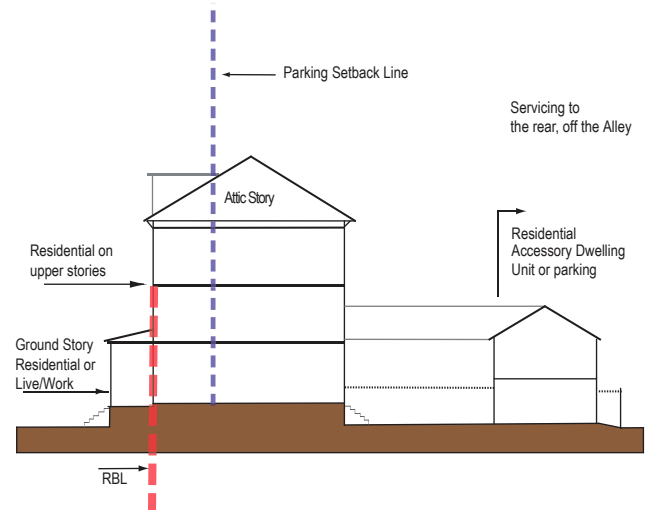 Parking Setback Line
Servicing to
the rear, off the Alley
Attic Story
Residential on
upper stories
Residential
Accessory Dwelling
Unit or parking
Ground Story
Residential or
Live/Work
RBL